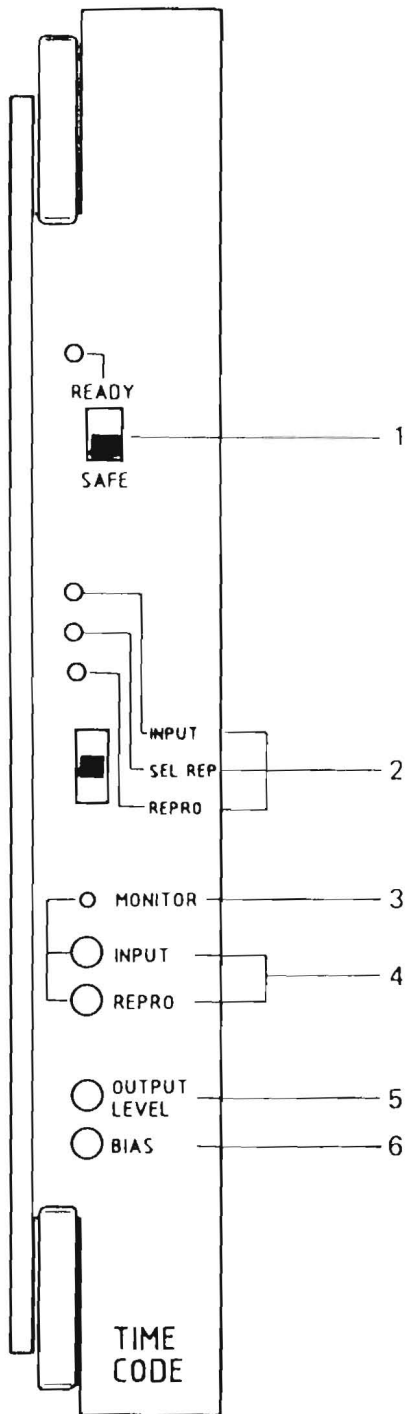 READY
1
SAFE
INPUT
SEL REP
2
REPRO
MONITOR
3
INPUT
4
REPRO
OUTPUT
LEVEL
5
BIAS
6
TIME
CODE